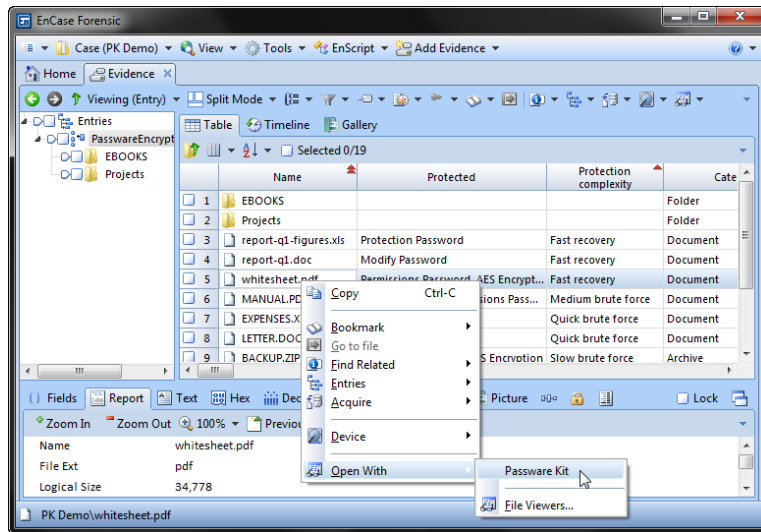 EnCase Forensic
Case (PK Demo) View Tools EnScript Add Evidence
Home Evidence
Viewing (Entry) Split Mode
Entries
PasswareEncrypt
EBOOKS
Projects
Table Timeline Gallery
Selected 0/19
Name Protected Protection complexity Cate
1 EBOOKS Folder
2 Projects Folder
3 report-q1-figures.xls Protection Password Fast recovery Document
4 report-q1.doc Modify Password Fast recovery Document
5 whitesheet.pdf Permissions Password, AES Encrypt... Fast recovery Document
6 MANUAL.PD sions Pass... Medium brute force Document
7 EXPENSES.X Quick brute force Document
8 LETTER.DOC Quick brute force Document
9 BACKUP.ZIP S Encryption Slow brute force Archive
Copy Ctrl-C
Bookmark
Go to file
Find Related
Entries
Acquire
Device
Open With
Passware Kit
File Viewers...
Fields Report Text Hex Dec Picture Lock
Zoom In Zoom Out 100% Previou
Name whitesheet.pdf
File Ext pdf
Logical Size 34,778
PK Demo\whitesheet.pdf